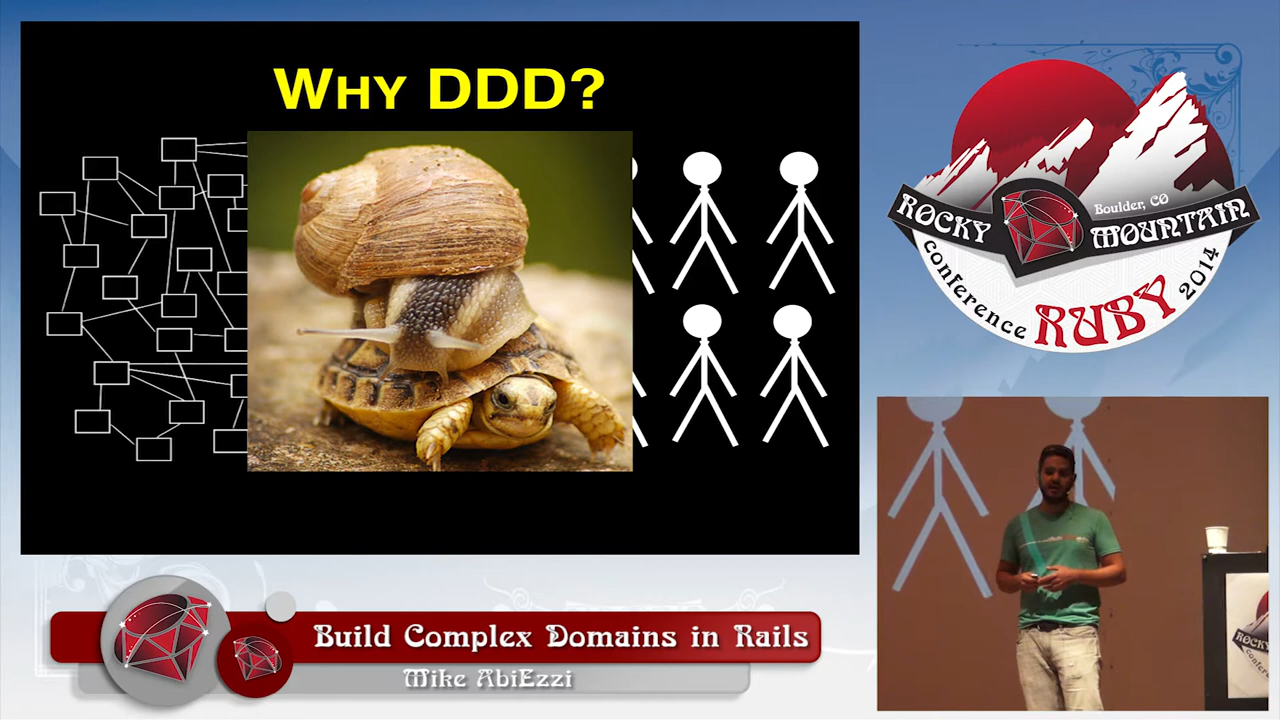 WHY DDD?
ROCKY MOUNTAIN
Boulder, CO
Conference RUBY 2014
Build Complex Domains in Rails
Mike AbiEzzi